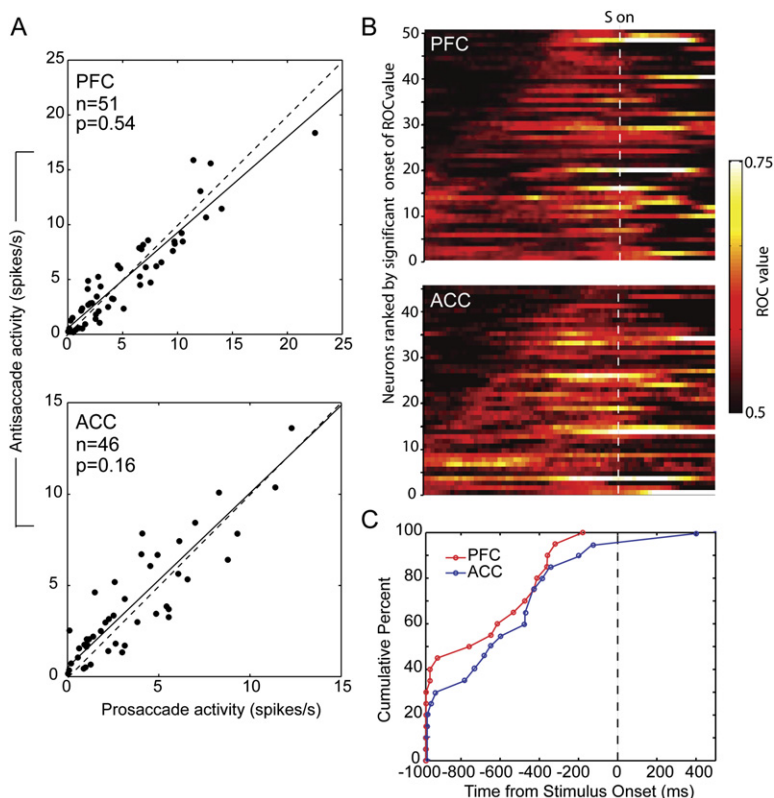 A
PFC
n=51
p=0.54
25
20
15
10
5
0
0 5 10 15 20 25
Antisaccade activity (spikes/s)
ACC
n=46
p=0.16
15
10
5
0
0 5 10 15
Prosaccade activity (spikes/s)
B
S on
PFC
50
40
30
20
10
0
ACC
40
30
20
10
0
Neurons ranked by significant onset of ROCvalue
0.75
0.5
ROC value
C
PFC
ACC
100
80
60
40
20
0
Cumulative Percent
-1000 -800 -600 -400 -200 0 200 400
Time from Stimulus Onset (ms)